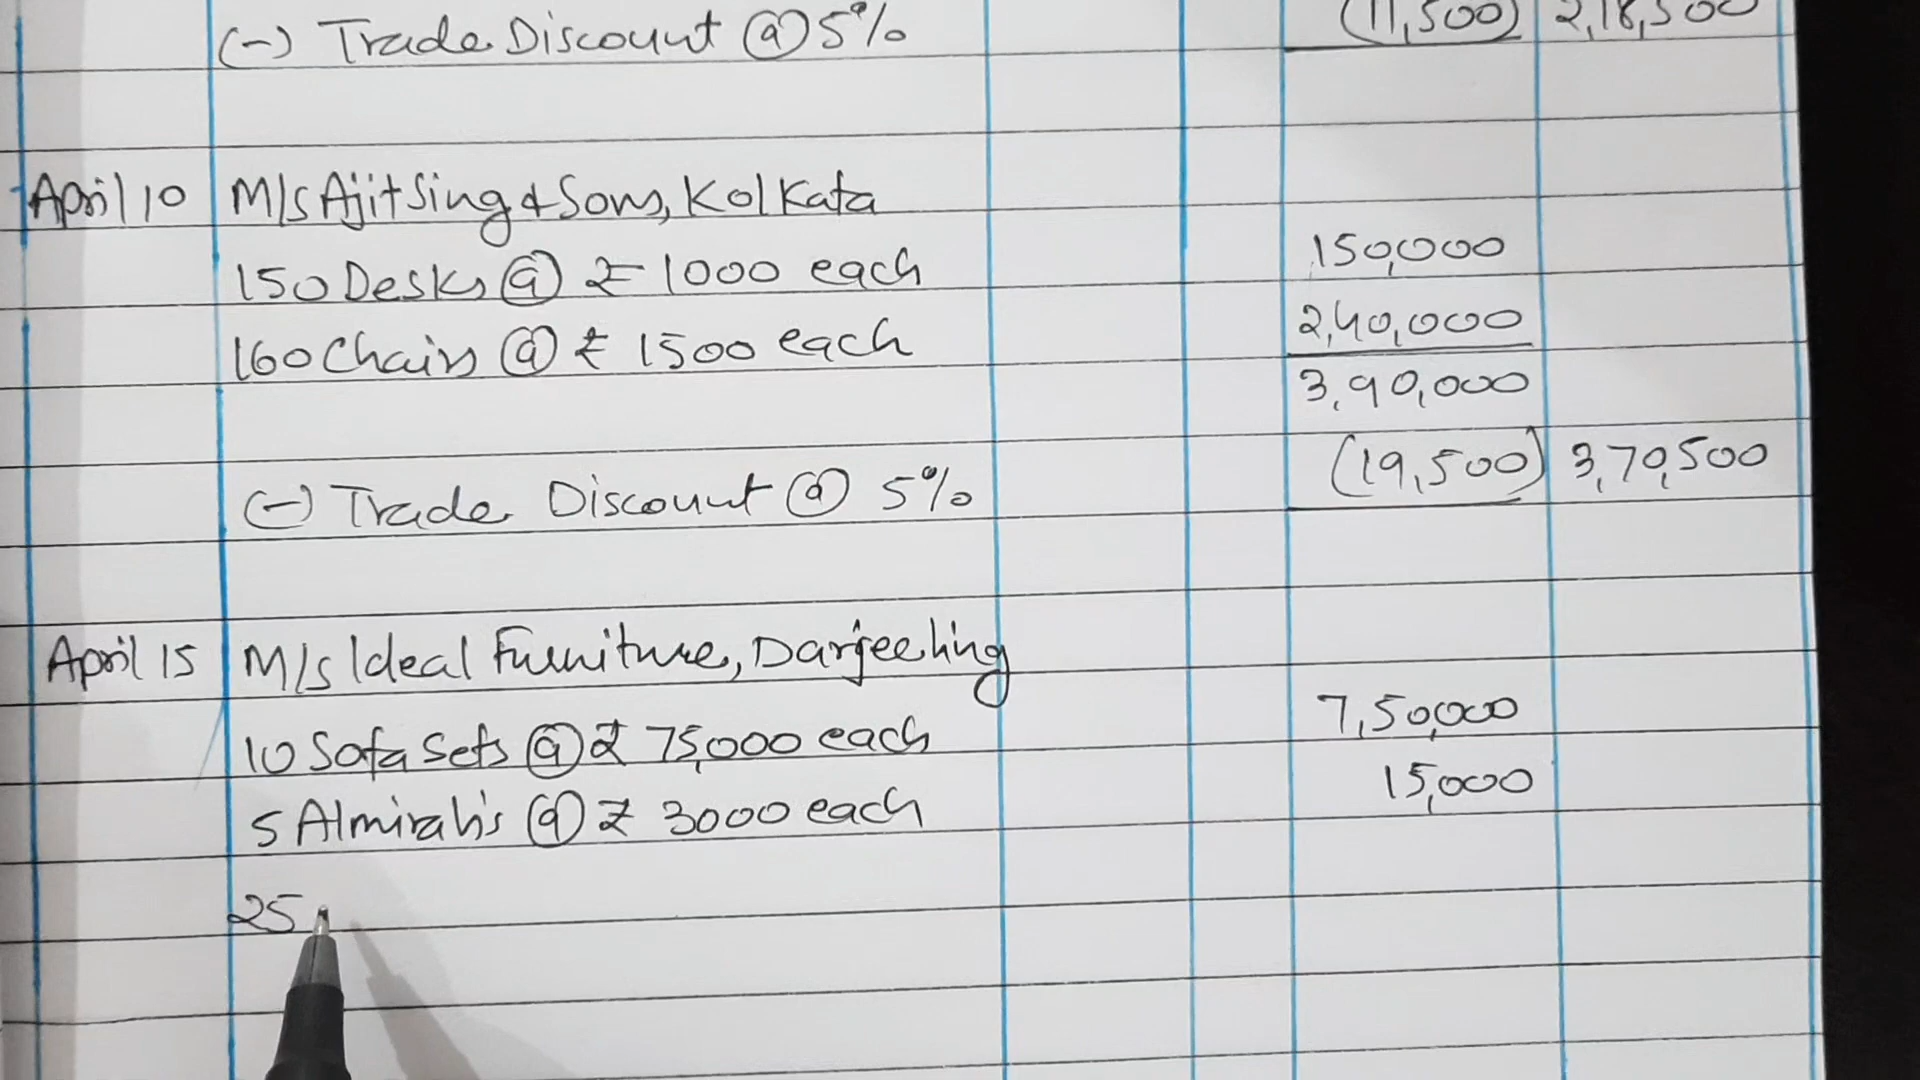 (-) Trade Discount @ 5% (11,500) 2,18,500
April 10 M/s Ajit Sing & Sons, Kolkata
150 Desks @ ₹ 1000 each 150,000
160 Chairs @ ₹ 1500 each 2,40,000
3,90,000
(-) Trade Discount @ 5% (19,500) 3,70,500
April 15 M/s Ideal Furniture, Darjeeling
10 Sofa Sets @ ₹ 75,000 each 7,50,000
5 Almirah's @ ₹ 3000 each 15,000
25